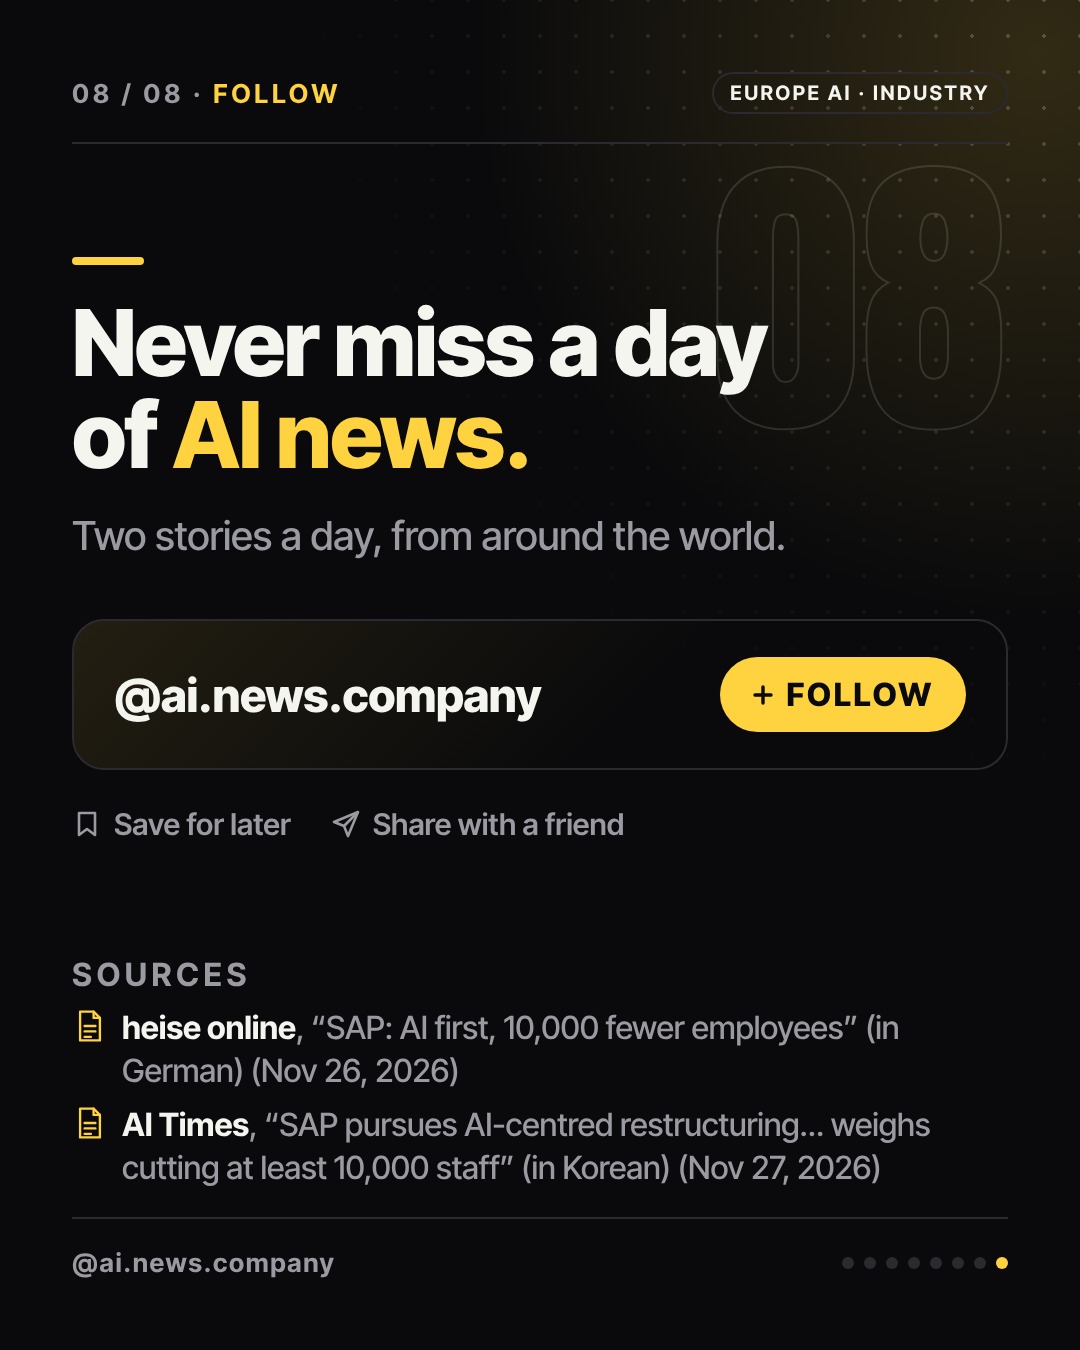 08 / 08 · FOLLOW
EUROPE AI · INDUSTRY
08
Never miss a day
of AI news.
Two stories a day, from around the world.
@ai.news.company
+ FOLLOW
Save for later
Share with a friend
SOURCES
heise online, “SAP: AI first, 10,000 fewer employees” (in
German) (Nov 26, 2026)
AI Times, “SAP pursues AI-centred restructuring... weighs
cutting at least 10,000 staff” (in Korean) (Nov 27, 2026)
@ai.news.company